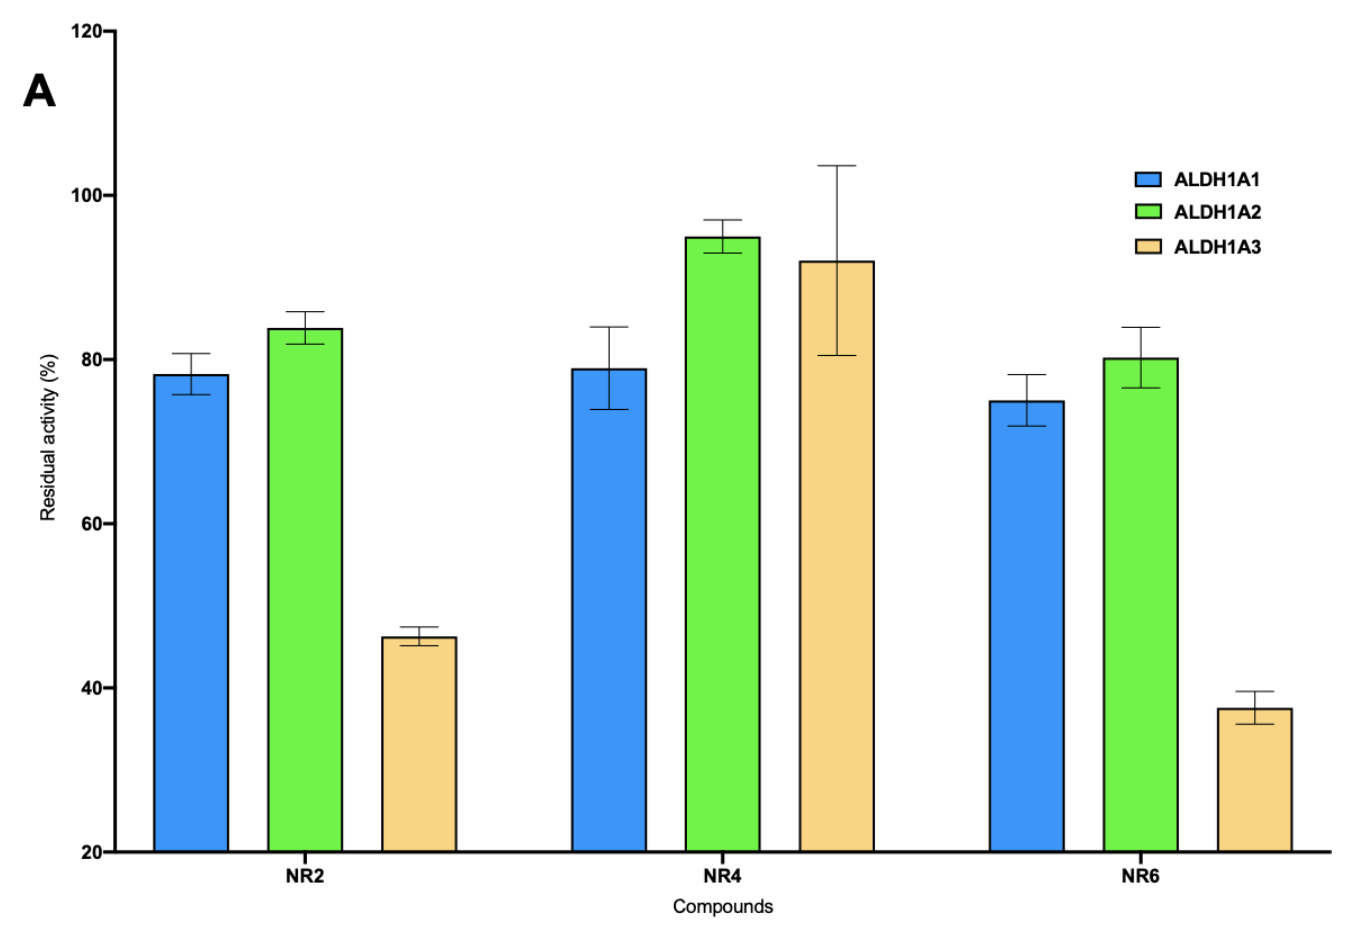 A
120
100
80
60
40
20
Residual activity (%)
ALDH1A1
ALDH1A2
ALDH1A3
NR2 NR4 NR6
Compounds